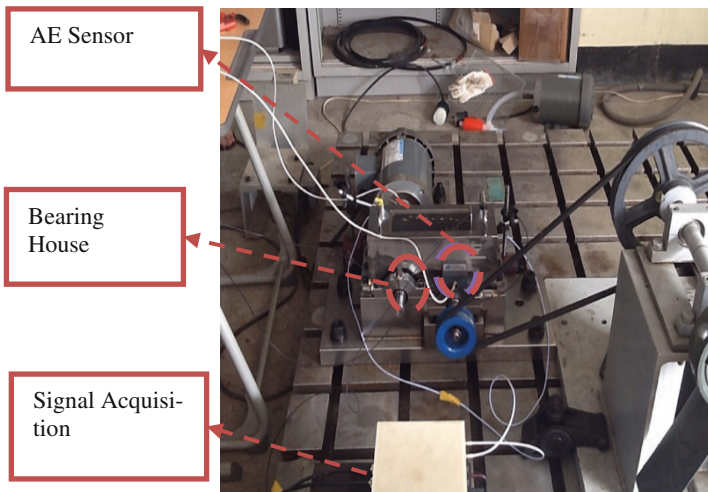 AE Sensor
Bearing
House
Signal Acquisi-
tion